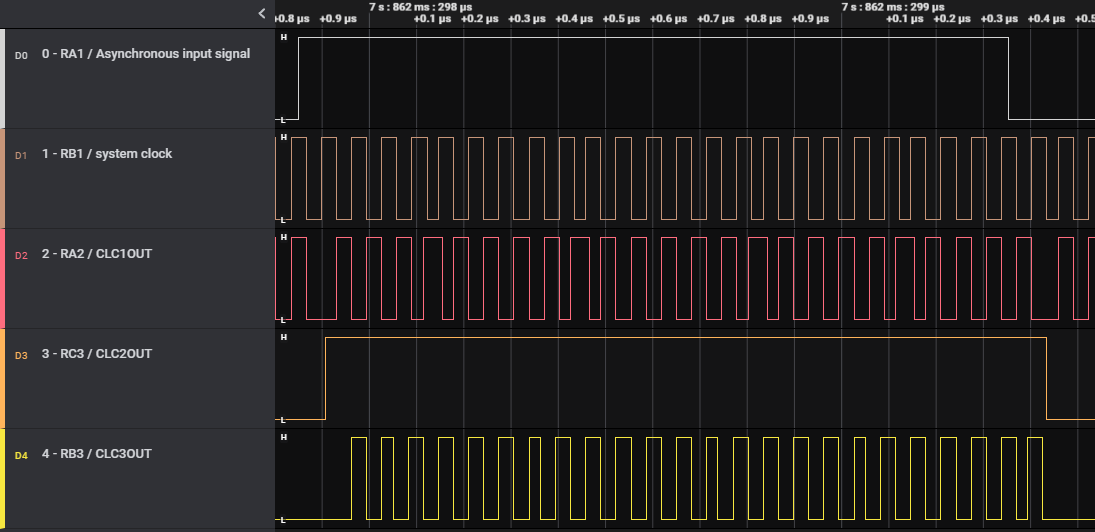 7 s : 862 ms : 298 µs 7 s : 862 ms : 299 µs
+0.8 µs +0.9 µs +0.1 µs +0.2 µs +0.3 µs +0.4 µs +0.5 µs +0.6 µs +0.7 µs +0.8 µs +0.9 µs +0.1 µs +0.2 µs +0.3 µs +0.4 µs +0.5
H
D0 0 - RA1 / Asynchronous input signal
L
H
D1 1 - RB1 / system clock
L
H
D2 2 - RA2 / CLC1OUT
L
H
D3 3 - RC3 / CLC2OUT
L
H
D4 4 - RB3 / CLC3OUT
L